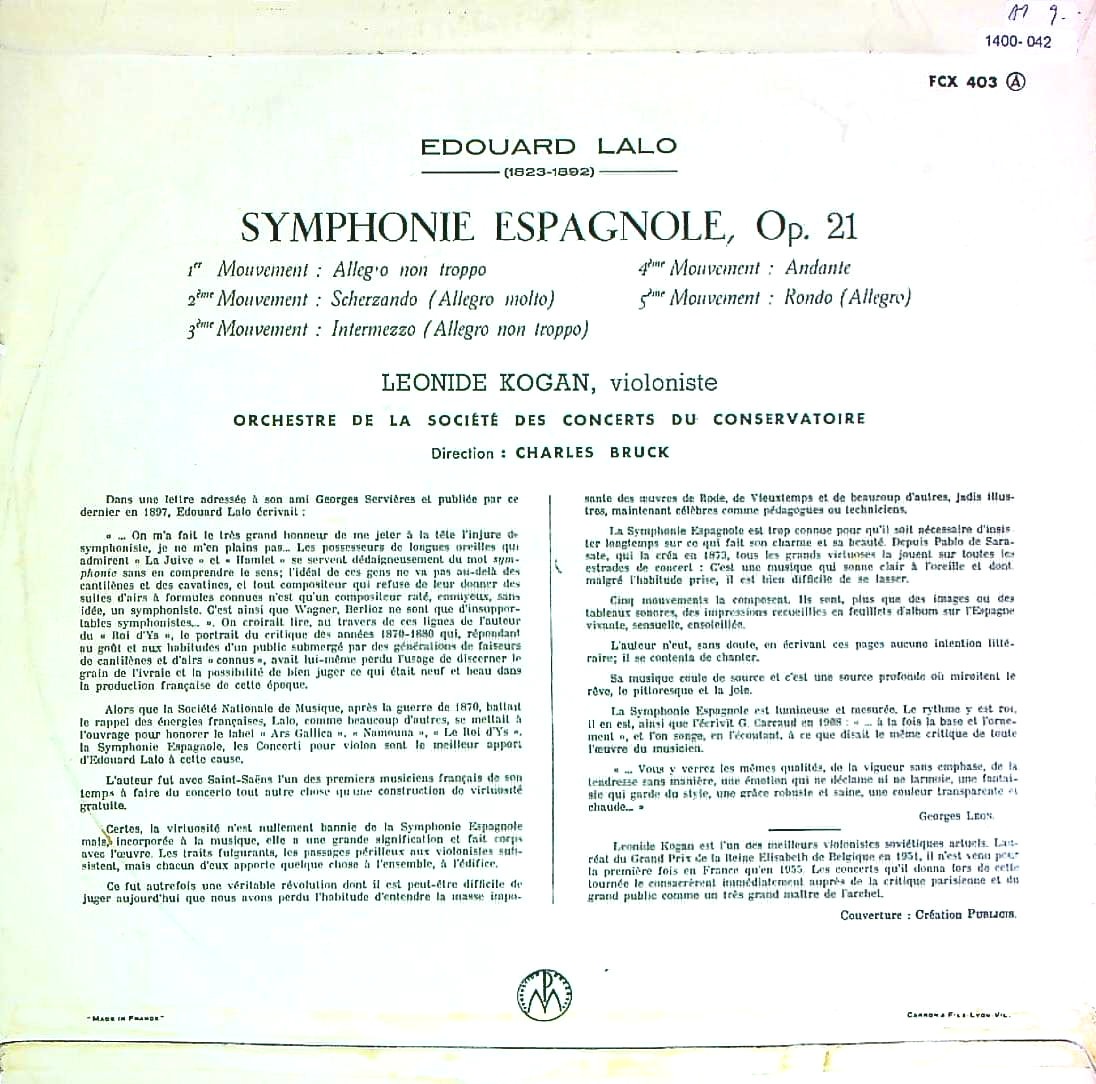 1400-042
FCX 403 A
EDOUARD LALO
(1823-1892)
SYMPHONIE ESPAGNOLE, Op. 21
1er Mouvement : Allegro non troppo
2ème Mouvement : Scherzando (Allegro molto)
3ème Mouvement : Intermezzo (Allegro non troppo)
4ème Mouvement : Andante
5ème Mouvement : Rondo (Allegro)
LEONIDE KOGAN, violoniste
ORCHESTRE DE LA SOCIÉTÉ DES CONCERTS DU CONSERVATOIRE
Direction : CHARLES BRUCK
Dans une lettre adressée à son ami Georges Servières et publiée par ce
dernier en 1897, Edouard Lalo écrivait :
« ... On m'a fait le très grand honneur de me jeter à la tête l'injure de
symphoniste, je ne m'en plains pas... Les possesseurs de longues oreilles qui
admirent « La Juive » et « Hamlet » se servent dédaigneusement du mot sym-
phonie sans en comprendre le sens; l'idéal de ces gens ne va pas au-delà des
cantilènes et des cavatines, et tout compositeur qui refuse de leur donner des
suites d'airs à formules connues n'est qu'un compositeur raté, ennuyeux, sans
idée, un symphoniste. C'est ainsi que Wagner, Berlioz ne sont que d'insuppor-
tables symphonistes... ». On croirait lire, au travers de ces lignes de l'auteur
du « Roi d'Ys », le portrait du critique des années 1870-1880 qui, répondant
au goût et aux habitudes d'un public submergé par des générations de faiseurs
de cantilènes et d'airs « connus », avait lui-même perdu l'usage de discerner le
grain de l'ivraie et la possibilité de bien juger ce qui était neuf et beau dans
la production française de cette époque.
Alors que la Société Nationale de Musique, après la guerre de 1870, battait
le rappel des énergies françaises, Lalo, comme beaucoup d'autres, se mettait à
l'ouvrage pour honorer le label « Ars Gallica ». « Namouna », « Le Roi d'Ys ».
la Symphonie Espagnole, les Concerti pour violon sont le meilleur apport
d'Edouard Lalo à cette cause.
L'auteur fut avec Saint-Saëns l'un des premiers musiciens français de son
temps à faire du concerto tout autre chose qu'une construction de virtuosité
gratuite.
Certes, la virtuosité n'est nullement bannie de la Symphonie Espagnole
mais, incorporée à la musique, elle a une grande signification et fait corps
avec l'œuvre. Les traits fulgurants, les passages périlleux aux violonistes sub-
sistent, mais chacun d'eux apporte quelque chose à l'ensemble, à l'édifice.
Ce fut autrefois une véritable révolution dont il est peut-être difficile de
juger aujourd'hui que nous avons perdu l'habitude d'entendre la masse impo-
sante des œuvres de Rode, de Vieuxtemps et de beaucoup d'autres, jadis illus-
tres, maintenant célèbres comme pédagogues ou techniciens.
La Symphonie Espagnole est trop connue pour qu'il soit nécessaire d'insis
ter longtemps sur ce qui fait son charme et sa beauté. Depuis Pablo de Sara-
sate, qui la créa en 1873, tous les grands virtuoses la jouent sur toutes les
estrades de concert : C'est une musique qui sonne clair à l'oreille et dont
malgré l'habitude prise, il est bien difficile de se lasser.
Cinq mouvements la composent. Ils sont, plus que des images ou des
tableaux sonores, des impressions recueillies en feuillets d'album sur l'Espagne
vivante, sensuelle, ensoleillée.
L'auteur n'eut, sans doute, en écrivant ces pages aucune intention litté-
raire; il se contenta de chanter.
Sa musique coule de source et c'est une source profonde où miroitent le
rêve, le pittoresque et la joie.
La Symphonie Espagnole est lumineuse et mesurée. Le rythme y est roi,
il en est, ainsi que l'écrivit G. Carraud en 1908 : « ... à la fois la base et l'orne-
ment », et l'on songe, en l'écoutant, à ce que disait le même critique de toute
l'œuvre du musicien.
« ... Vous y verrez les mêmes qualités, de la vigueur sans emphase, de la
tendresse sans manière, une émotion qui ne déclame ni ne larmoie, une fantai-
sie qui garde du style, une grâce robuste et saine, une couleur transparente et
chaude... »
Georges LEON.
Leonide Kogan est l'un des meilleurs violonistes soviétiques actuels. Lau-
réat du Grand Prix de la Reine Elisabeth de Belgique en 1951, il n'est venu pour
la première fois en France qu'en 1955. Les concerts qu'il donna lors de cette
tournée le consacrèrent immédiatement auprès de la critique parisienne et du
grand public comme un très grand maître de l'archet.
Couverture : Création PUBLICIS.
"MADE IN FRANCE"